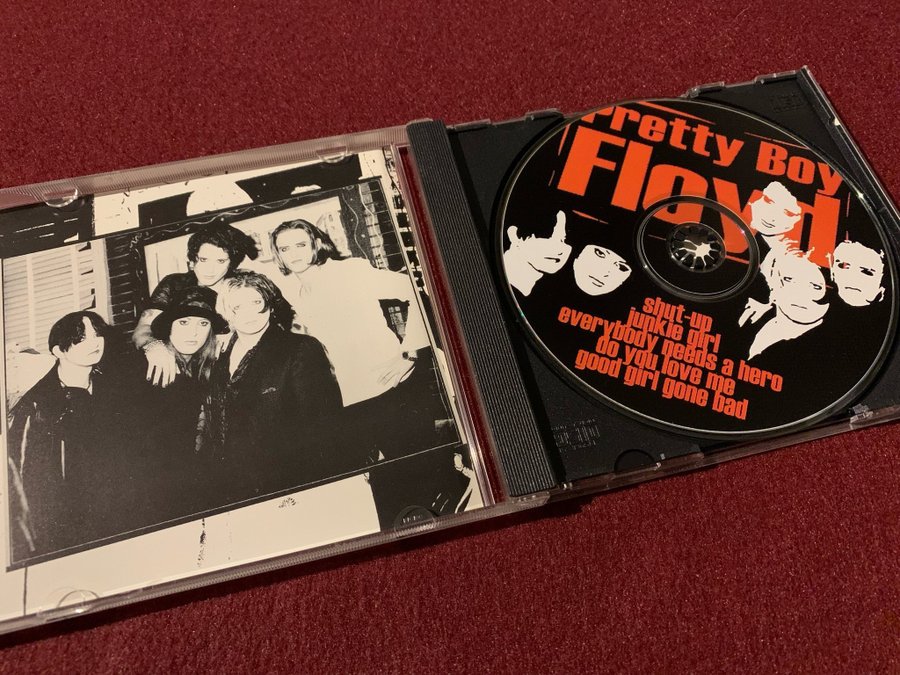 Pretty Boy
Floyd
shut-up
junkie girl
everybody needs a hero
do you love me
good girl gone bad